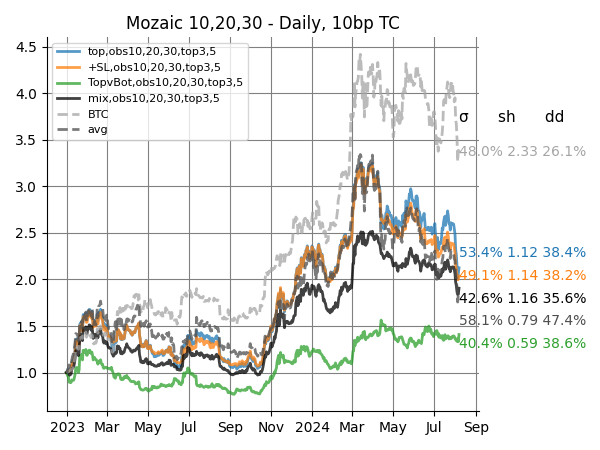 Mozaic 10,20,30 - Daily, 10bp TC
top,obs10,20,30,top3,5
+SL,obs10,20,30,top3,5
TopvBot,obs10,20,30,top3,5
mix,obs10,20,30,top3,5
BTC
avg
4.5
4.0
3.5
3.0
2.5
2.0
1.5
1.0
σ sh dd
48.0% 2.33 26.1%
53.4% 1.12 38.4%
49.1% 1.14 38.2%
42.6% 1.16 35.6%
58.1% 0.79 47.4%
40.4% 0.59 38.6%
2023 Mar May Jul Sep Nov 2024 Mar May Jul Sep